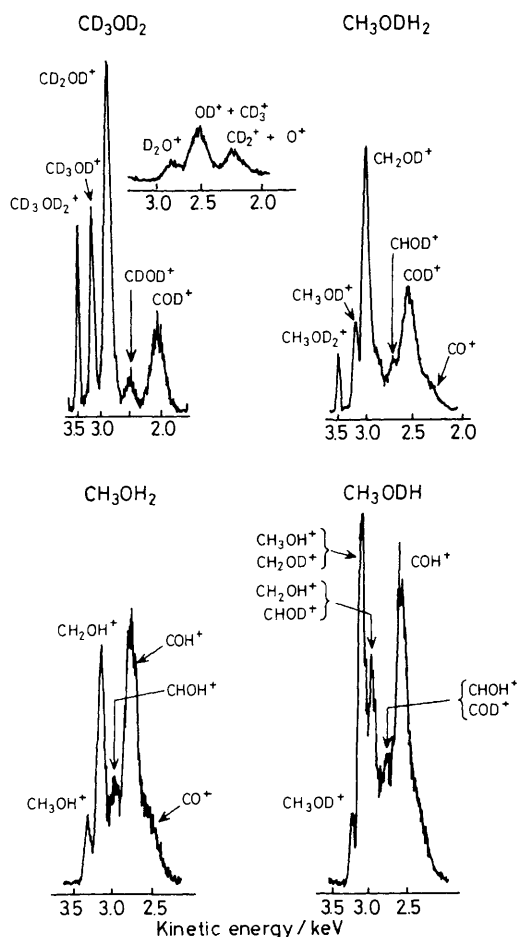 CD₃OD₂
CD₂OD⁺
CD₃OD⁺
CD₃OD₂⁺
CDOD⁺
COD⁺
OD⁺ + CD₃⁺
D₂O⁺
CD₂⁺ + O⁺
3.0 2.5 2.0
3.5 3.0 2.0
CH₃ODH₂
CH₂OD⁺
CHOD⁺
CH₃OD⁺
COD⁺
CH₃OD₂⁺
CO⁺
3.5 3.0 2.5 2.0
CH₃OH₂
CH₂OH⁺
COH⁺
CHOH⁺
CH₃OH⁺
CO⁺
3.5 3.0 2.5
CH₃ODH
CH₃OH⁺
CH₂OD⁺
COH⁺
CH₂OH⁺
CHOD⁺
CHOH⁺
COD⁺
CH₃OD⁺
3.5 3.0 2.5
Kinetic energy / keV